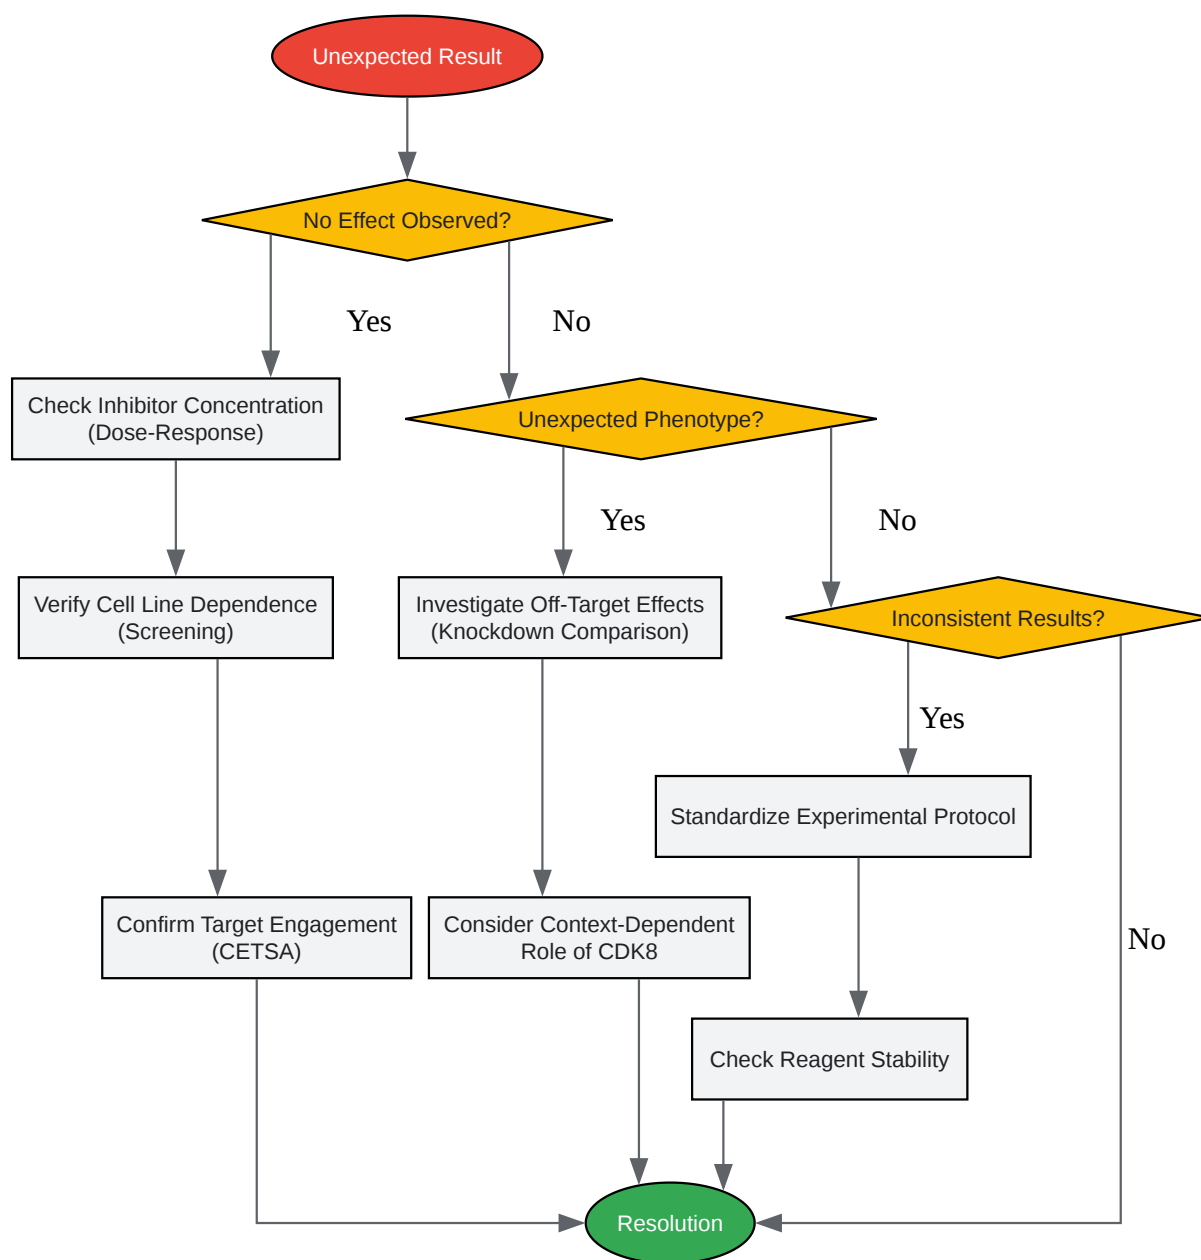 Unexpected Result
No Effect Observed?
Yes
No
Check Inhibitor Concentration
(Dose-Response)
Unexpected Phenotype?
Yes
No
Verify Cell Line Dependence
(Screening)
Investigate Off-Target Effects
(Knockdown Comparison)
Inconsistent Results?
Yes
Standardize Experimental Protocol
Confirm Target Engagement
(CETSA)
Consider Context-Dependent
Role of CDK8
No
Check Reagent Stability
Resolution